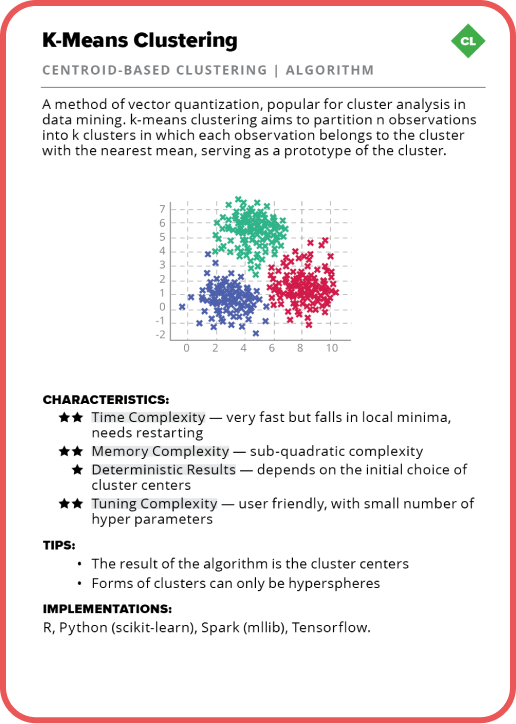 K-Means Clustering
CL
CENTROID-BASED CLUSTERING | ALGORITHM
A method of vector quantization, popular for cluster analysis in
data mining. k-means clustering aims to partition n observations
into k clusters in which each observation belongs to the cluster
with the nearest mean, serving as a prototype of the cluster.
7
6
5
4
3
2
1
0
-1
-2
0 2 4 6 8 10
CHARACTERISTICS:
★★ Time Complexity — very fast but falls in local minima,
needs restarting
★★ Memory Complexity — sub-quadratic complexity
★ Deterministic Results — depends on the initial choice of
cluster centers
★★ Tuning Complexity — user friendly, with small number of
hyper parameters
TIPS:
• The result of the algorithm is the cluster centers
• Forms of clusters can only be hyperspheres
IMPLEMENTATIONS:
R, Python (scikit-learn), Spark (mllib), Tensorflow.